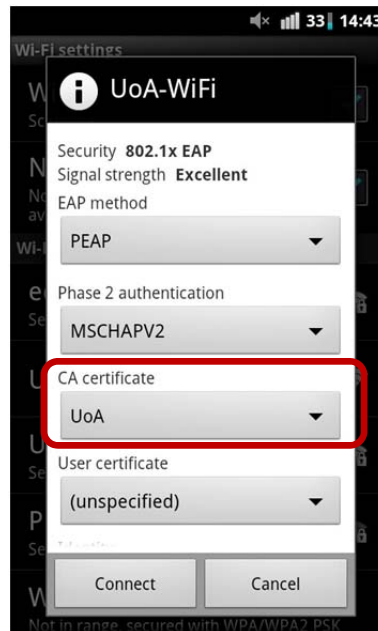 33 14:43
Wi-Fi settings
UoA-WiFi
Security 802.1x EAP
Signal strength Excellent
EAP method
PEAP
Phase 2 authentication
MSCHAPV2
CA certificate
UoA
User certificate
(unspecified)
Connect Cancel
Not in range, secured with WPA/WPA2 PSK